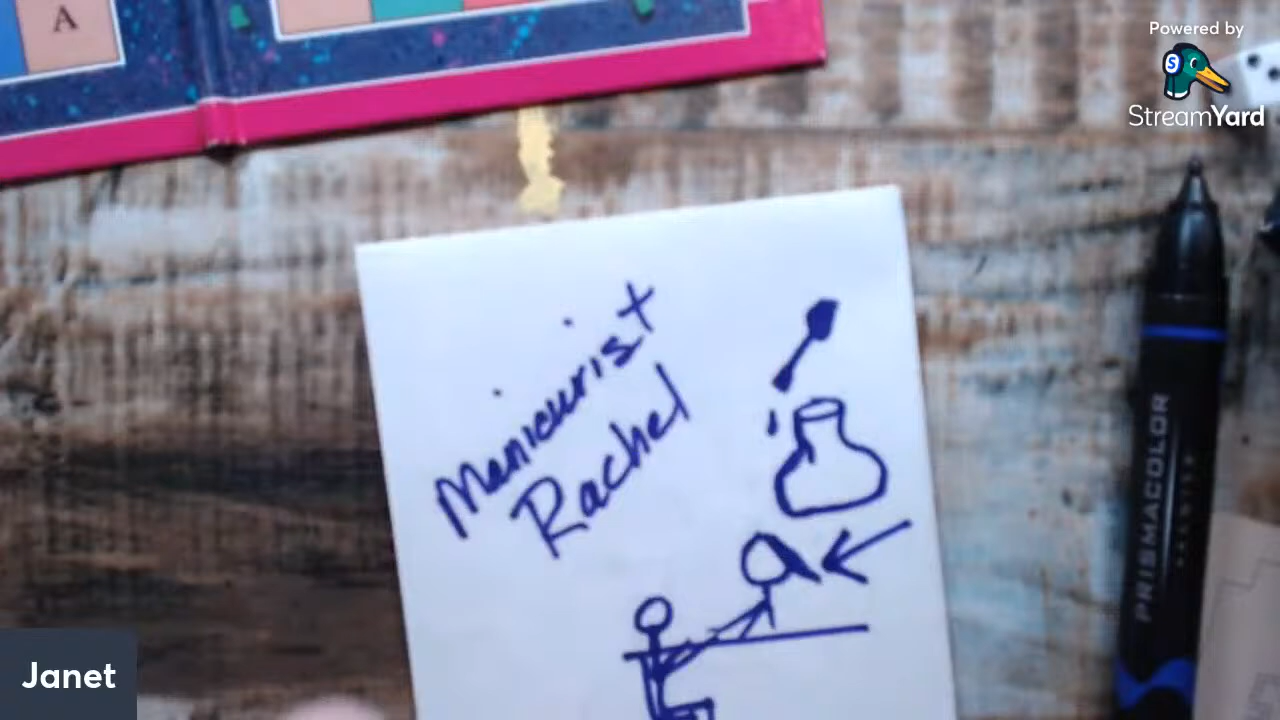 A
Powered by
StreamYard
Manicurist
Rachel
PRISMACOLOR
Janet